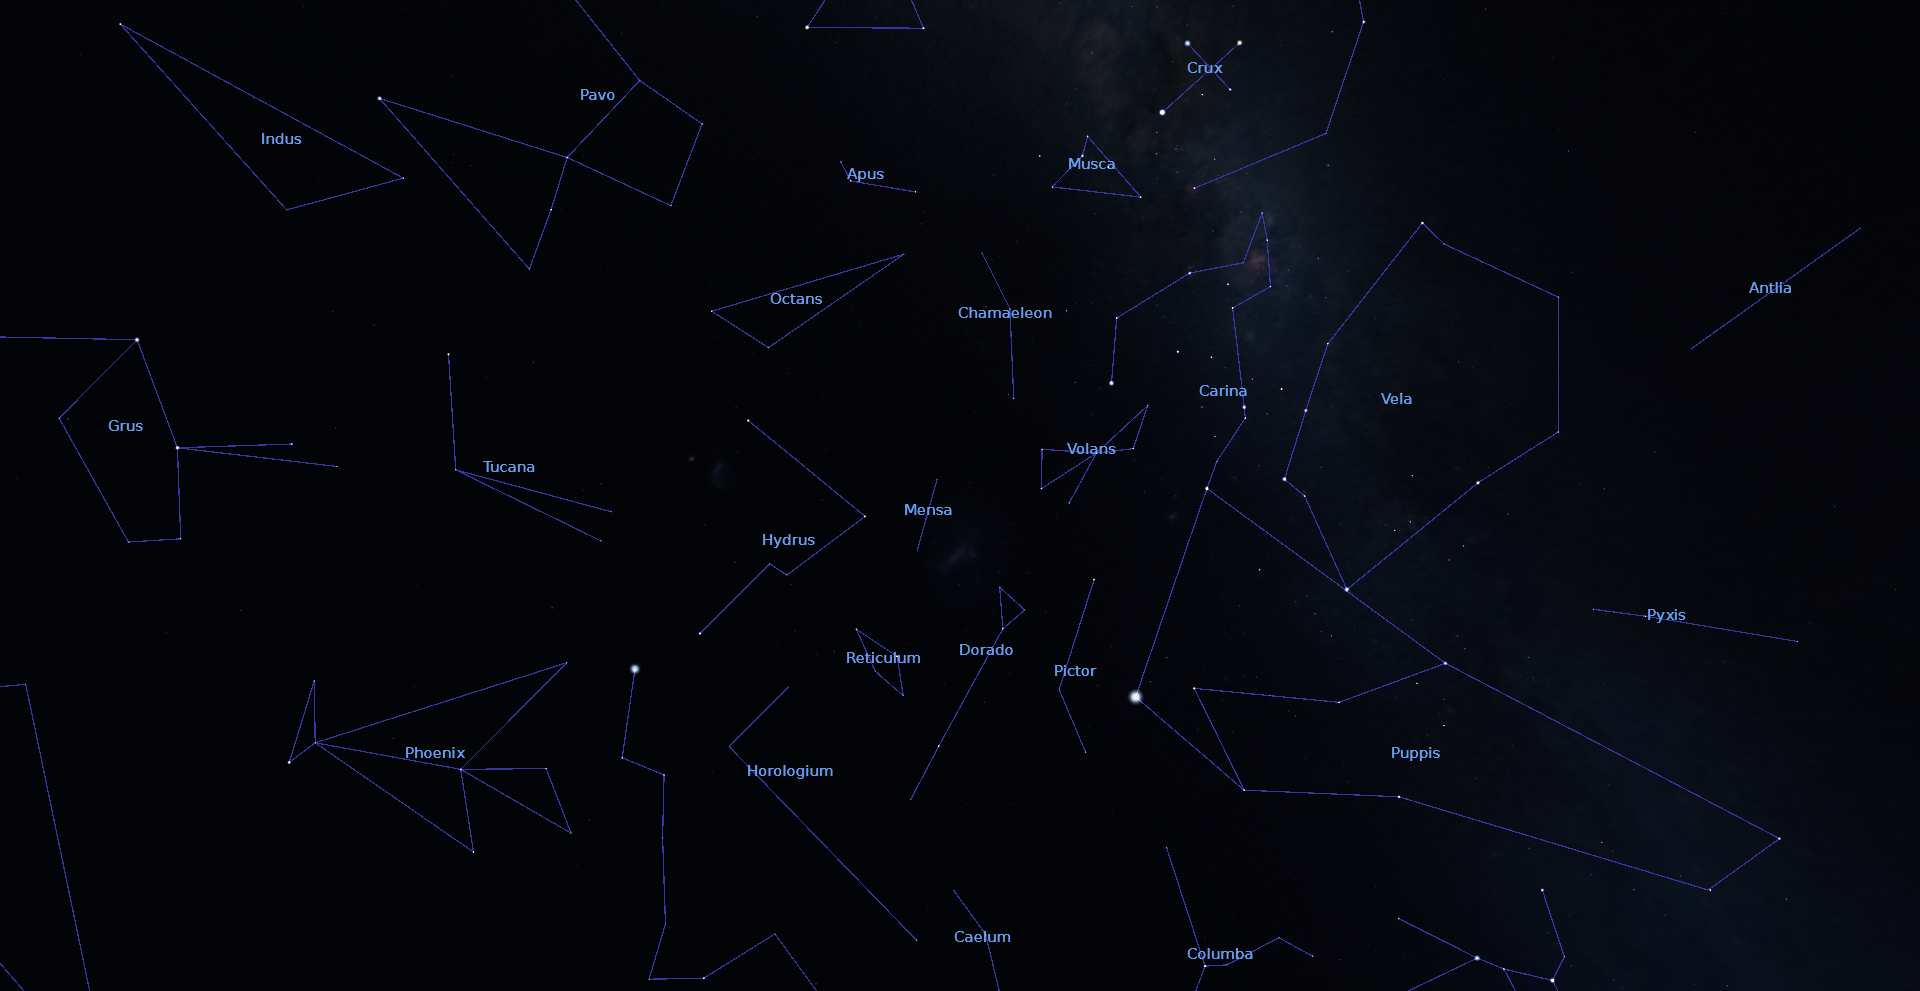 Crux
Pavo
Indus
Musca
Apus
Antlia
Octans
Chamaeleon
Carina
Vela
Grus
Volans
Tucana
Mensa
Hydrus
Pyxis
Dorado
Reticulum
Pictor
Phoenix
Puppis
Horologium
Caelum
Columba